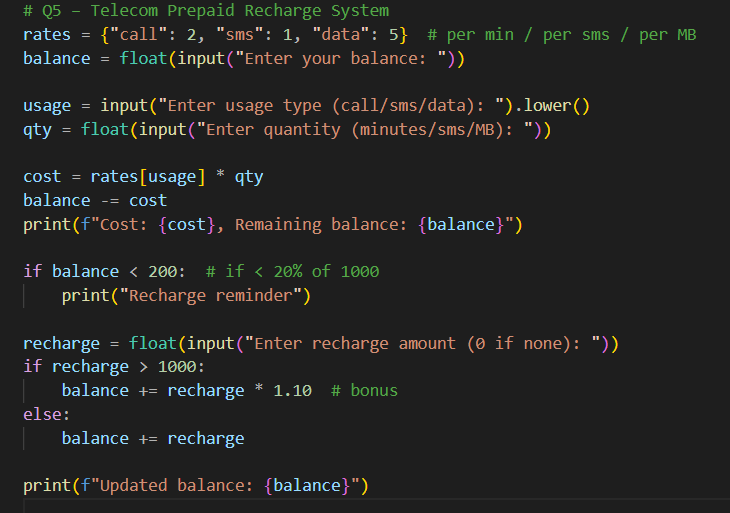 # Q5 – Telecom Prepaid Recharge System
rates = {"call": 2, "sms": 1, "data": 5}  # per min / per sms / per MB
balance = float(input("Enter your balance: "))

usage = input("Enter usage type (call/sms/data): ").lower()
qty = float(input("Enter quantity (minutes/sms/MB): "))

cost = rates[usage] * qty
balance -= cost
print(f"Cost: {cost}, Remaining balance: {balance}")

if balance < 200:  # if < 20% of 1000
    print("Recharge reminder")

recharge = float(input("Enter recharge amount (0 if none): "))
if recharge > 1000:
    balance += recharge * 1.10  # bonus
else:
    balance += recharge

print(f"Updated balance: {balance}")